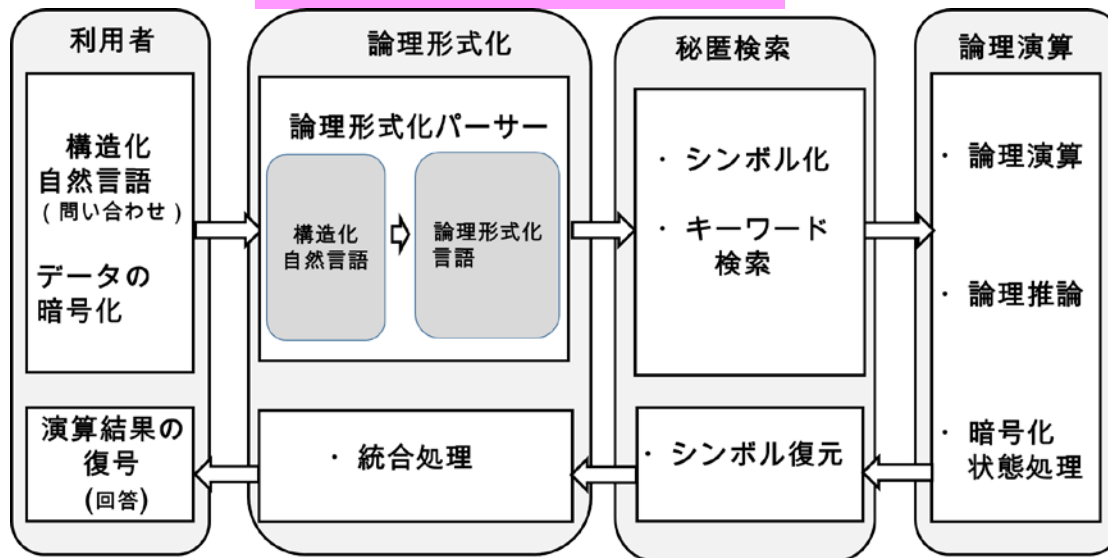 利用者
構造化
自然言語
(問い合わせ)
データの
暗号化
演算結果の
復号
(回答)
論理形式化
論理形式化パーサー
構造化
自然言語
論理形式化
言語
・ 統合処理
秘匿検索
・ シンボル化
・ キーワード
検索
・ シンボル復元
論理演算
・ 論理演算
・ 論理推論
・ 暗号化
状態処理